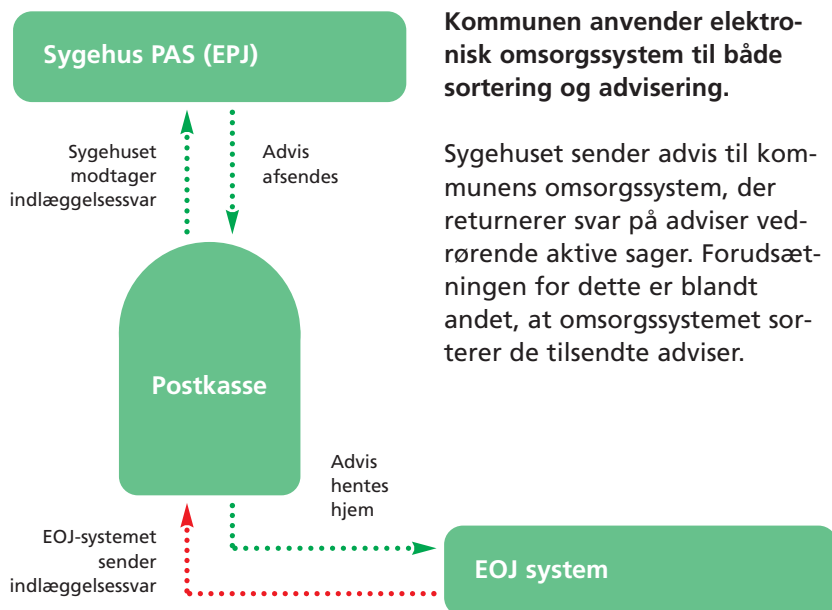 Sygehus PAS (EPJ)
Sygehuset
modtager
indlæggelsessvar
Advis
afsendes
Postkasse
Advis
hentes
hjem
EOJ-systemet
sender
indlæggelsessvar
EOJ system
Kommunen anvender elektro-
nisk omsorgssystem til både
sortering og advisering.
Sygehuset sender advis til kom-
munens omsorgssystem, der
returnerer svar på adviser ved-
rørende aktive sager. Forudsæt-
ningen for dette er blandt
andet, at omsorgssystemet sor-
terer de tilsendte adviser.